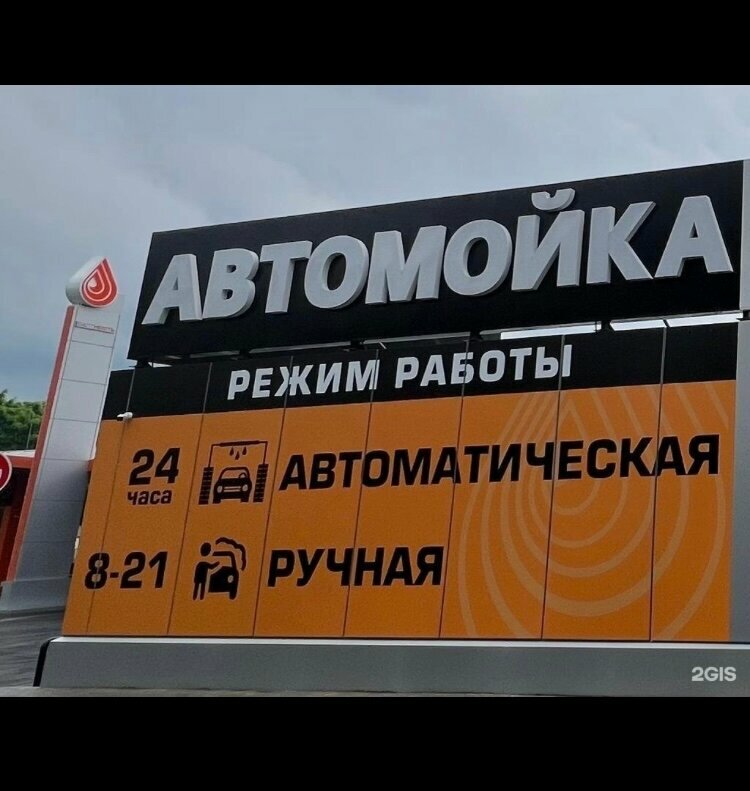 АВТОМОЙКА
РЕЖИМ РАБОТЫ
24 часа АВТОМАТИЧЕСКАЯ
8-21 РУЧНАЯ
2GIS